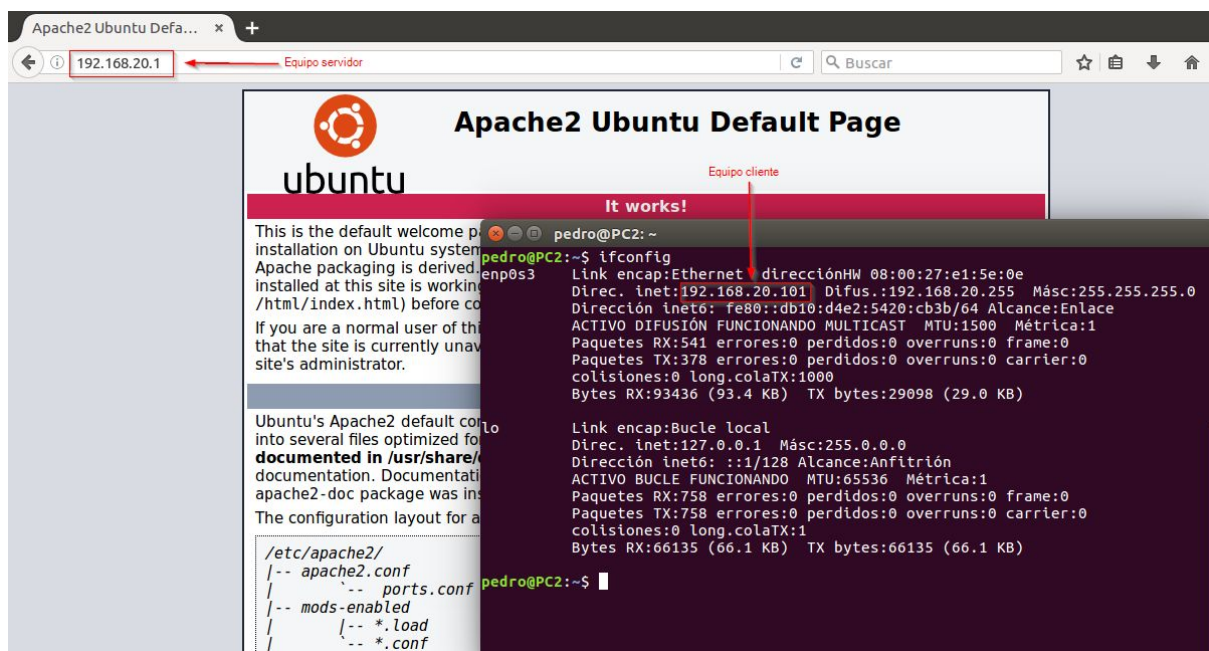 Apache2 Ubuntu Defa... × +
192.168.20.1 Equipo servidor Buscar
Apache2 Ubuntu Default Page
ubuntu
Equipo cliente
It works!
This is the default welcome
installation on Ubuntu
Apache packaging is derived.
installed at this site is
/html/index.html) before
If you are a normal user of
that the site is currently
site's administrator.
Ubuntu's Apache2 default
into several files optimized
documented in /usr/share/
documentation.
apache2-doc package was
The configuration layout for
/etc/apache2/
|-- apache2.conf
| `-- ports.conf
|-- mods-enabled
| |-- *.load
| `-- *.conf
pedro@PC2: ~
pedro@PC2:~$ ifconfig
enp0s3 Link encap:Ethernet direcciónHW 08:00:27:e1:5e:0e
Direc. inet:192.168.20.101 Difus.:192.168.20.255 Másc:255.255.255.0
Dirección inet6: fe80::db10:d4e2:5420:cb3b/64 Alcance:Enlace
ACTIVO DIFUSIÓN FUNCIONANDO MULTICAST MTU:1500 Métrica:1
Paquetes RX:541 errores:0 perdidos:0 overruns:0 frame:0
Paquetes TX:378 errores:0 perdidos:0 overruns:0 carrier:0
colisiones:0 long.colaTX:1000
Bytes RX:93436 (93.4 KB) TX bytes:29098 (29.0 KB)
lo Link encap:Bucle local
Direc. inet:127.0.0.1 Másc:255.0.0.0
Dirección inet6: ::1/128 Alcance:Anfitrión
ACTIVO BUCLE FUNCIONANDO MTU:65536 Métrica:1
Paquetes RX:758 errores:0 perdidos:0 overruns:0 frame:0
Paquetes TX:758 errores:0 perdidos:0 overruns:0 carrier:0
colisiones:0 long.colaTX:1
Bytes RX:66135 (66.1 KB) TX bytes:66135 (66.1 KB)
pedro@PC2:~$